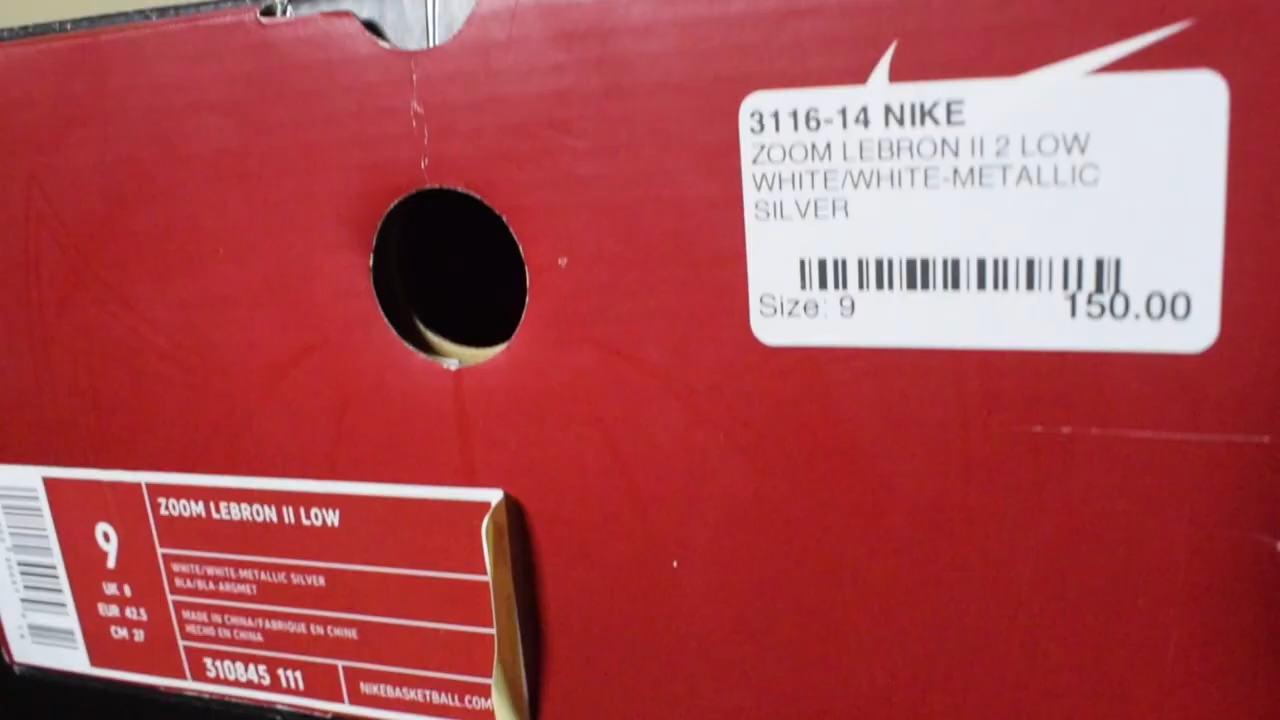 3116-14 NIKE
ZOOM LEBRON II 2 LOW
WHITE/WHITE-METALLIC
SILVER
Size: 9 150.00
ZOOM LEBRON II LOW
9
UK 8
EUR 42.5
CM 27
WHITE/WHITE-METALLIC SILVER
BLA/BLA-ARGMET
MADE IN CHINA/FABRIQUE EN CHINE
HECHO EN CHINA
310845 111
NIKEBASKETBALL.COM